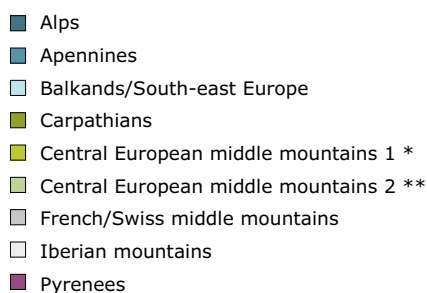 Alps
Apennines
Balkands/South-east Europe
Carpathians
Central European middle mountains 1 *
Central European middle mountains 2 **
French/Swiss middle mountains
Iberian mountains
Pyrenees